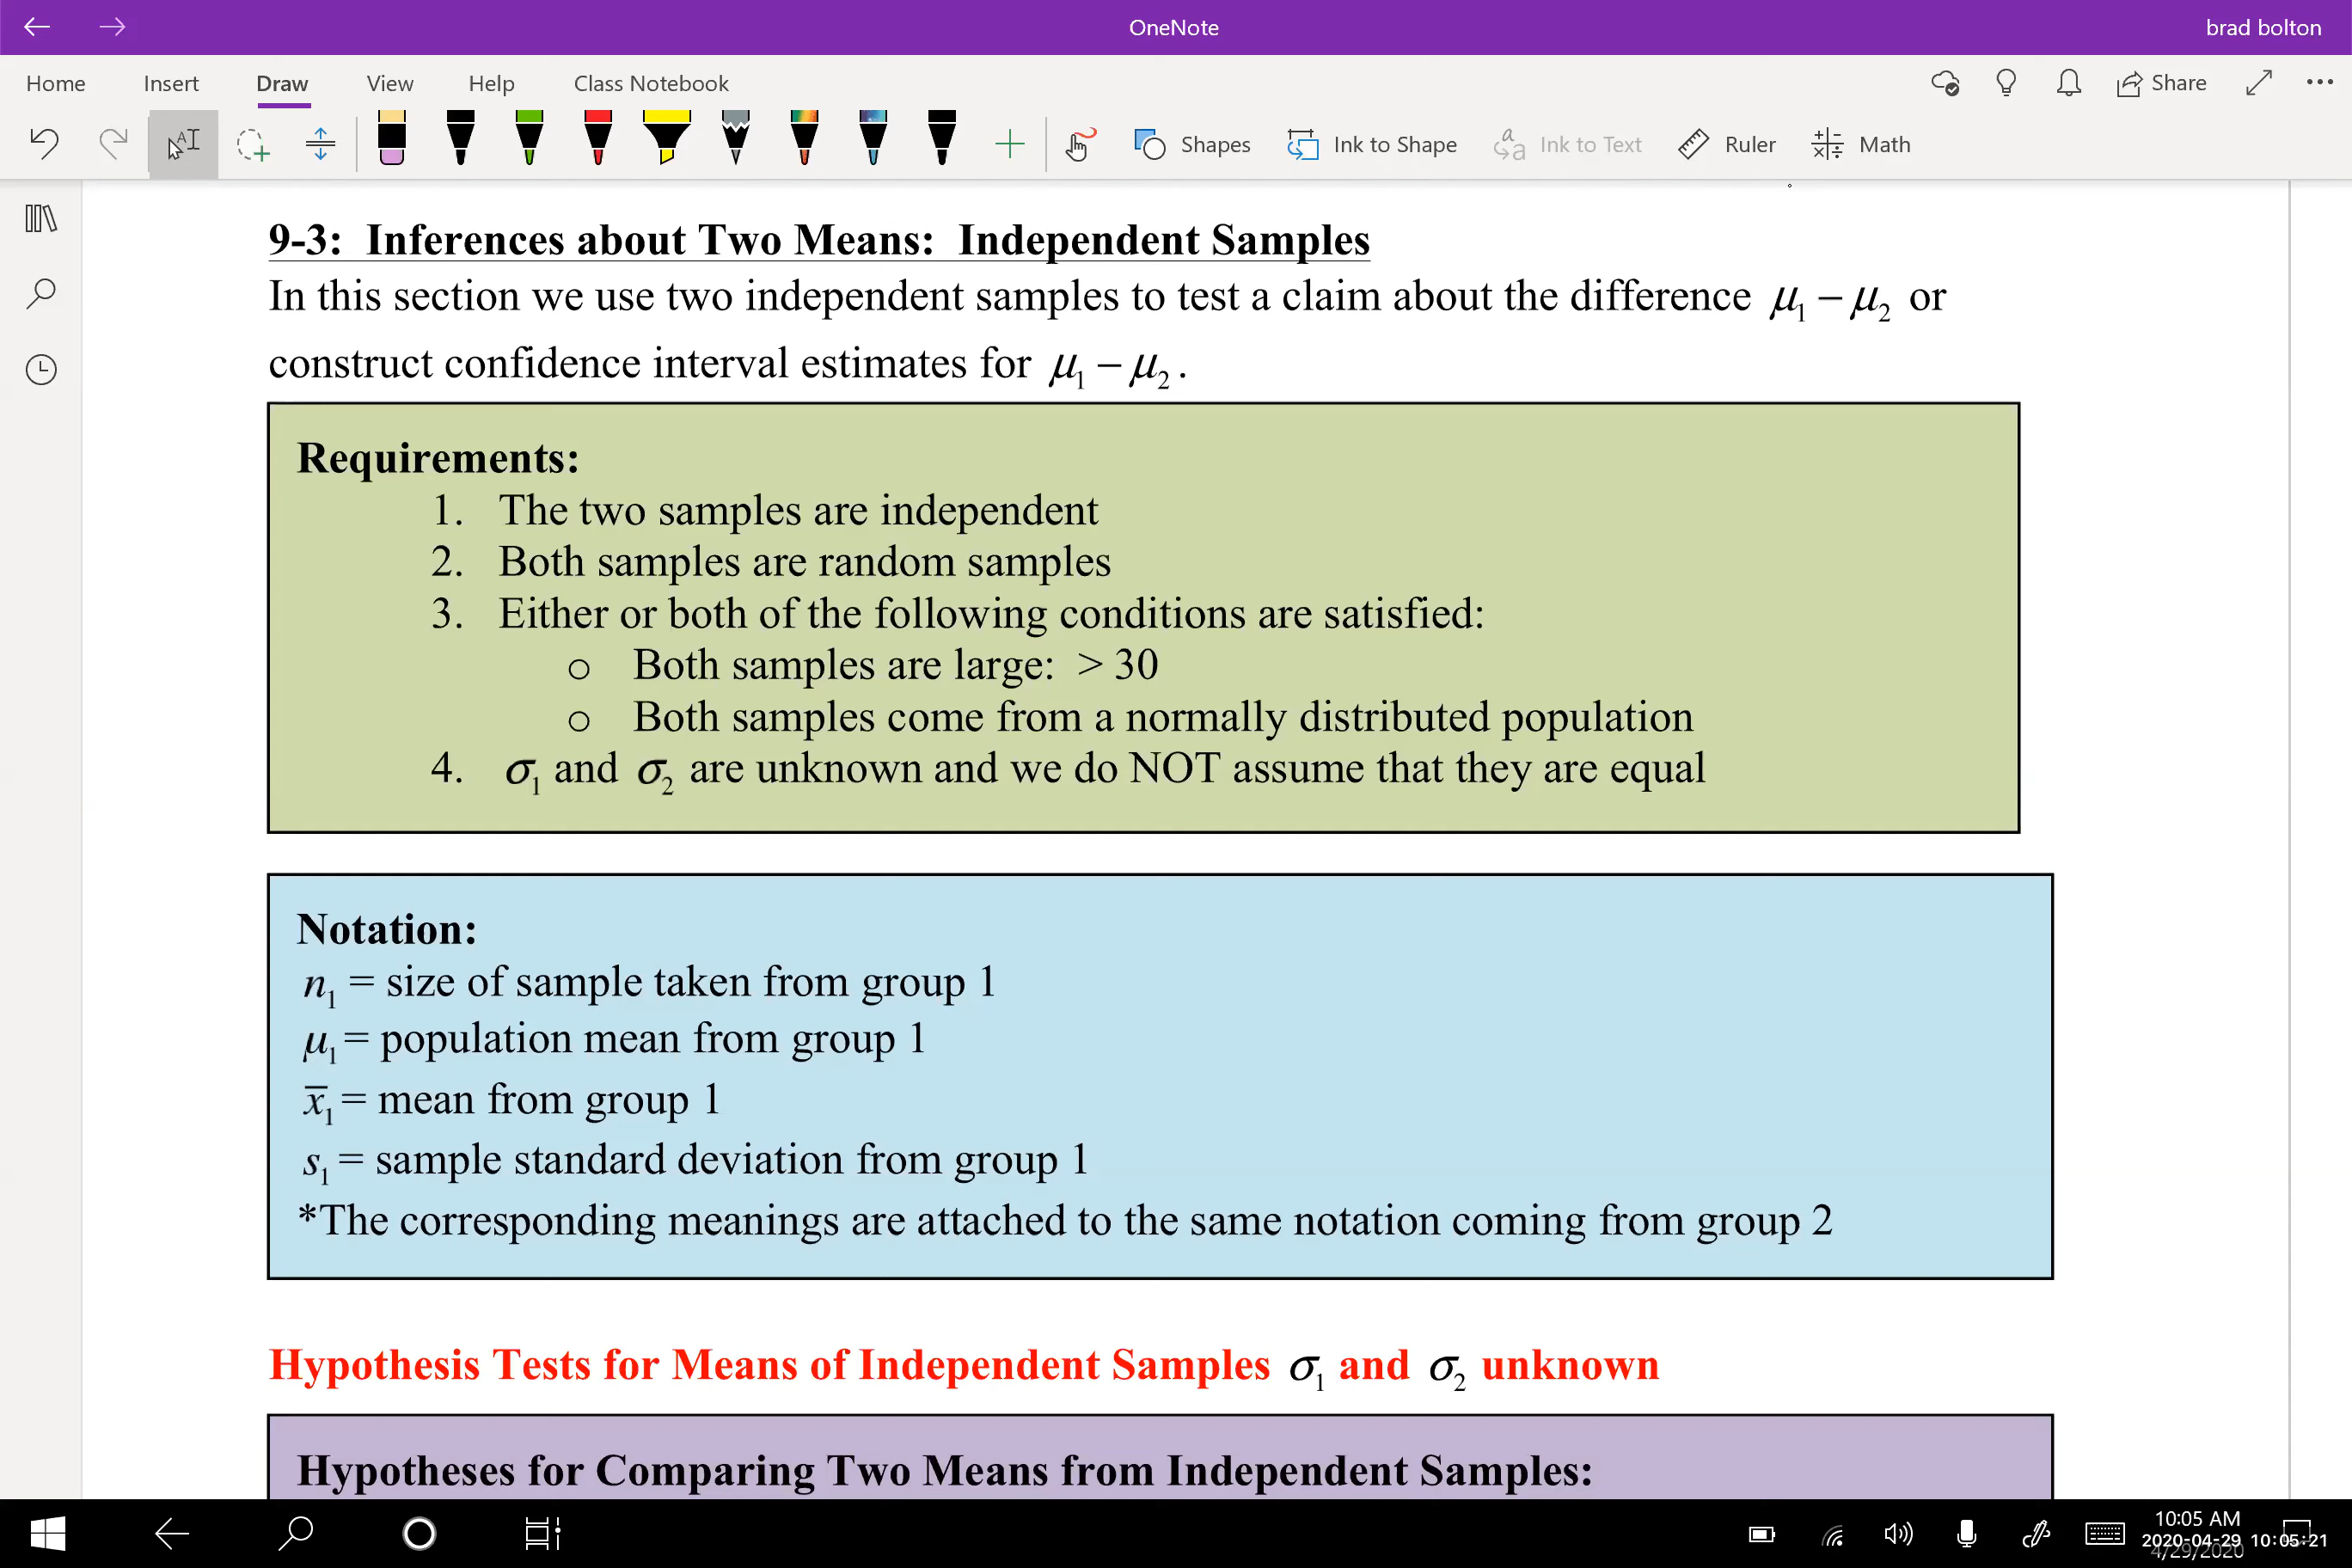 OneNote
brad bolton
Home Insert Draw View Help Class Notebook Share
Shapes Ink to Shape Ink to Text Ruler Math
9-3: Inferences about Two Means: Independent Samples
In this section we use two independent samples to test a claim about the difference μ₁ − μ₂ or
construct confidence interval estimates for μ₁ − μ₂.
Requirements:
1. The two samples are independent
2. Both samples are random samples
3. Either or both of the following conditions are satisfied:
o Both samples are large: > 30
o Both samples come from a normally distributed population
4. σ₁ and σ₂ are unknown and we do NOT assume that they are equal
Notation:
n₁ = size of sample taken from group 1
μ₁ = population mean from group 1
x̄₁ = mean from group 1
s₁ = sample standard deviation from group 1
*The corresponding meanings are attached to the same notation coming from group 2
Hypothesis Tests for Means of Independent Samples σ₁ and σ₂ unknown
Hypotheses for Comparing Two Means from Independent Samples:
10:05 AM
2020-04-29 10:05:21
4/29/2020